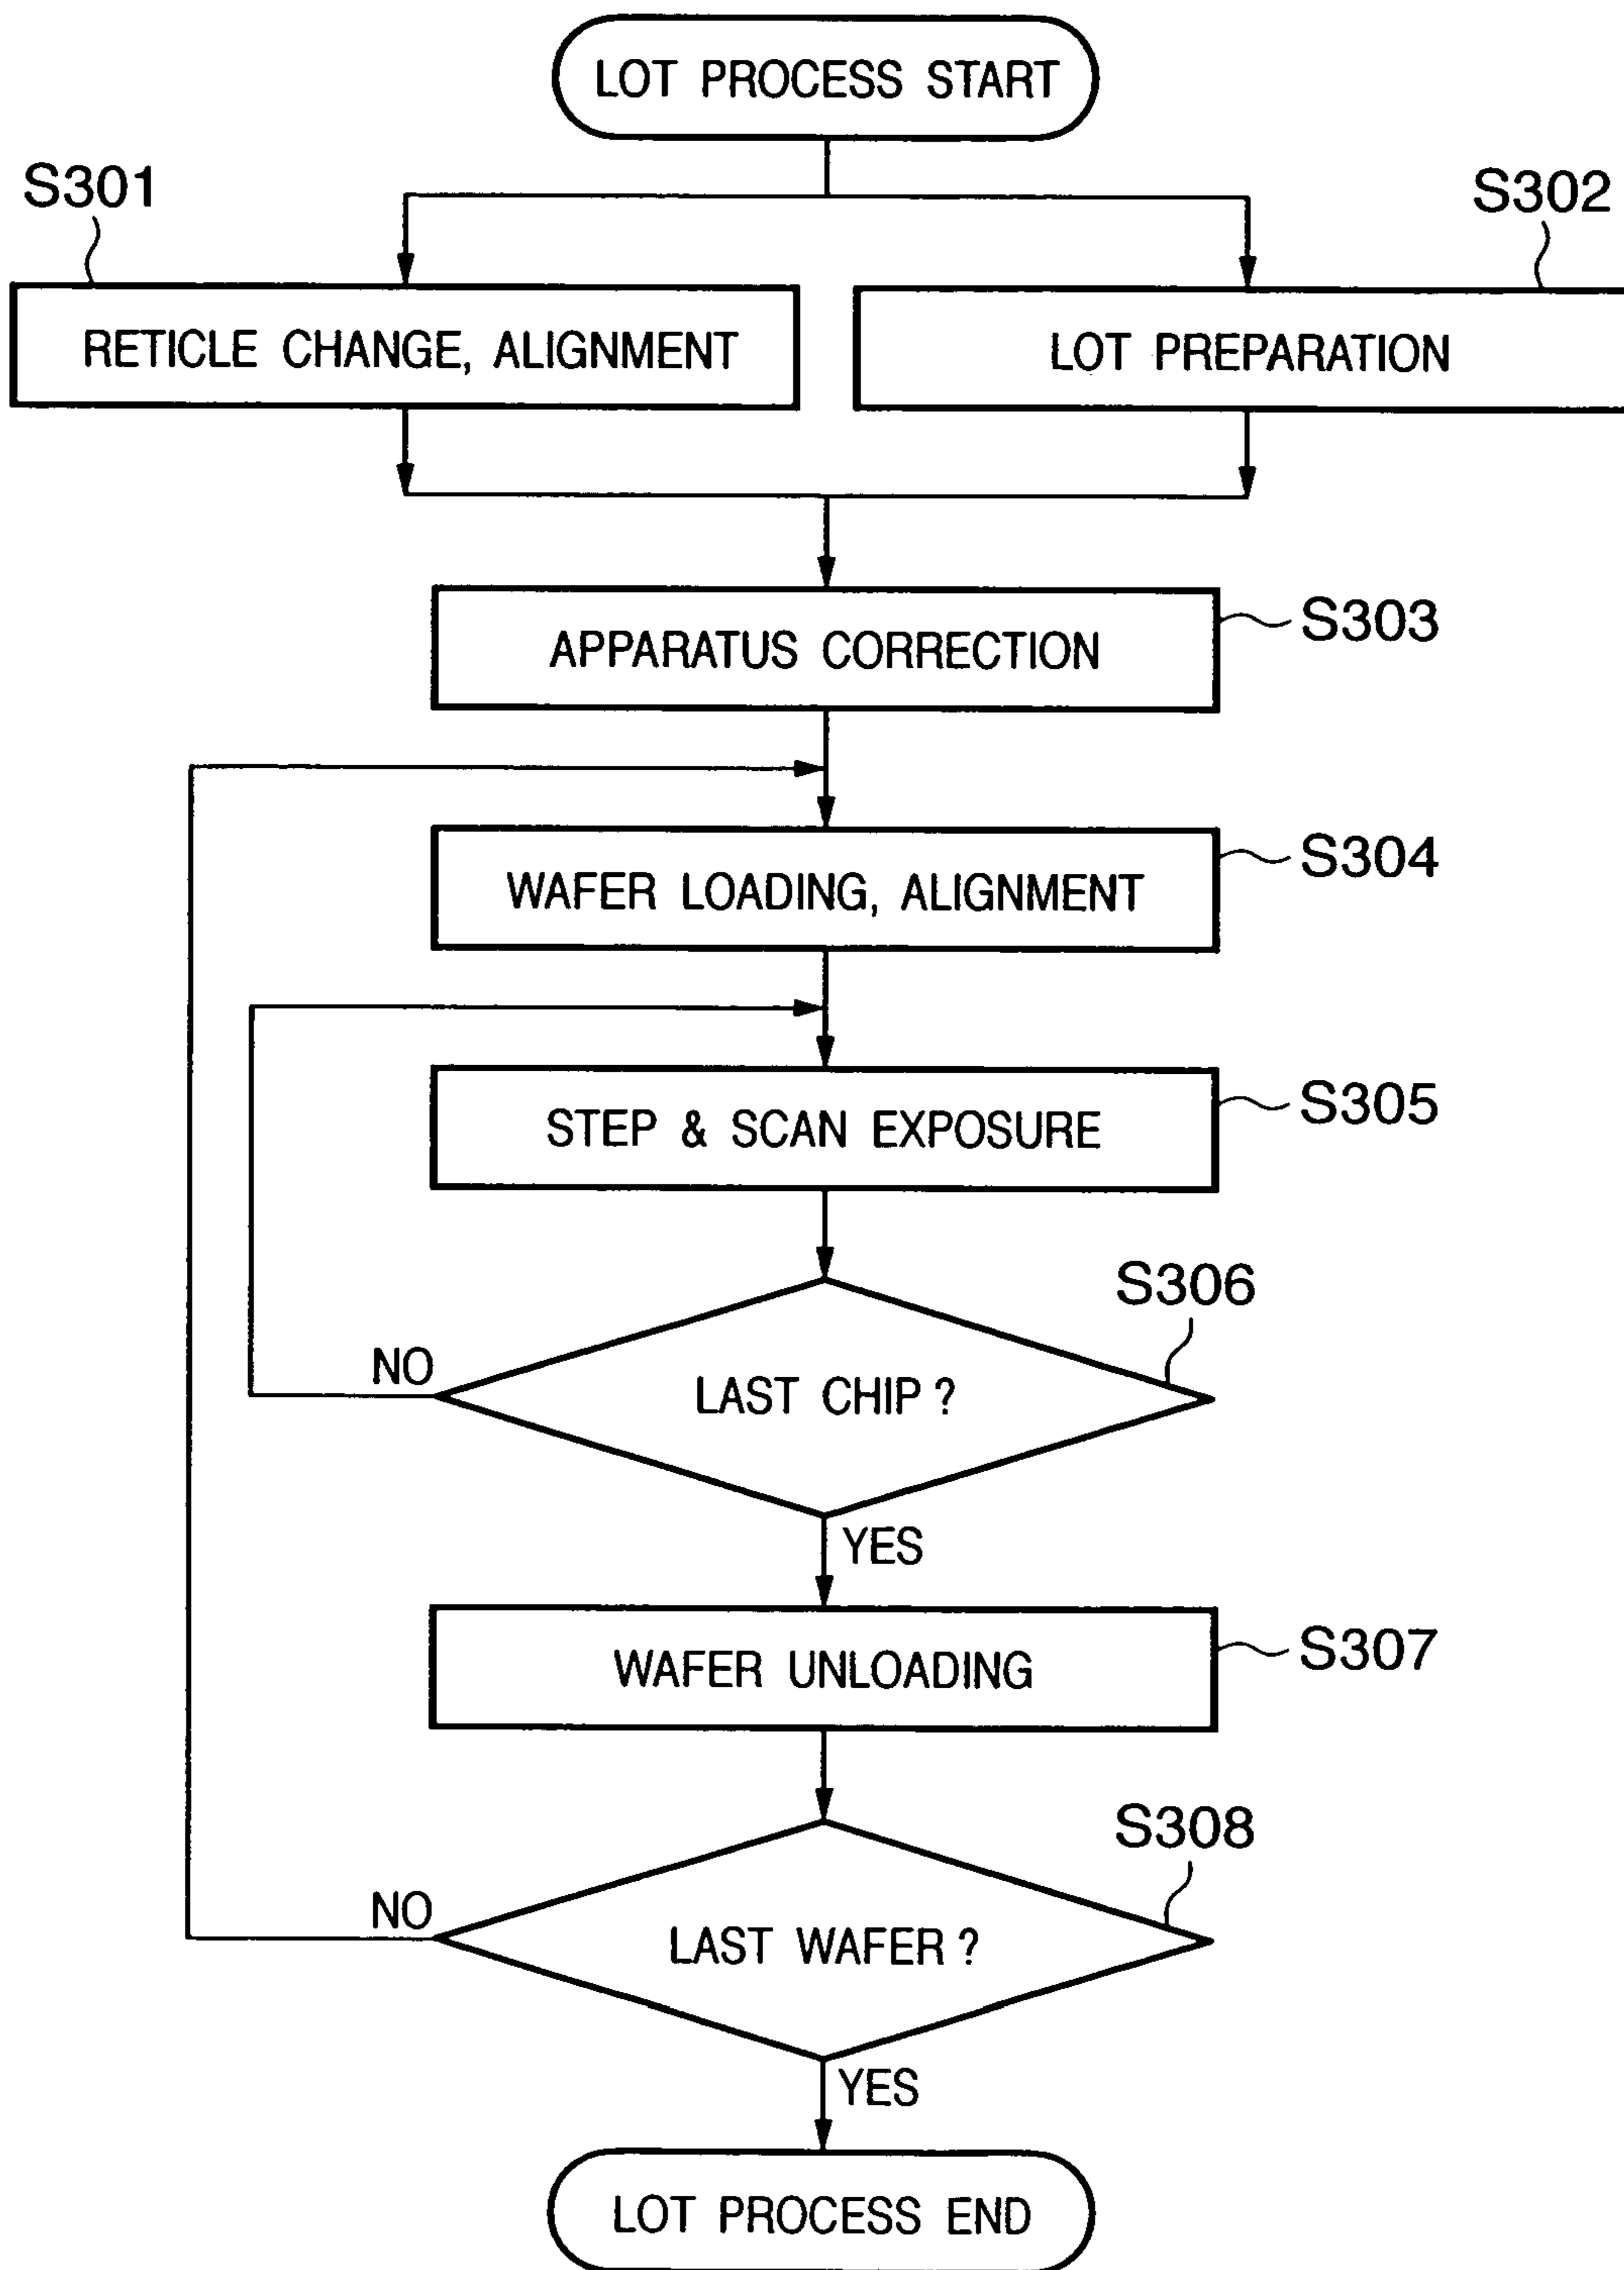 LOT PROCESS START
S301
S302
RETICLE CHANGE, ALIGNMENT
LOT PREPARATION
APPARATUS CORRECTION
S303
WAFER LOADING, ALIGNMENT
S304
STEP & SCAN EXPOSURE
S305
S306
NO
LAST CHIP?
YES
WAFER UNLOADING
S307
S308
NO
LAST WAFER?
YES
LOT PROCESS END